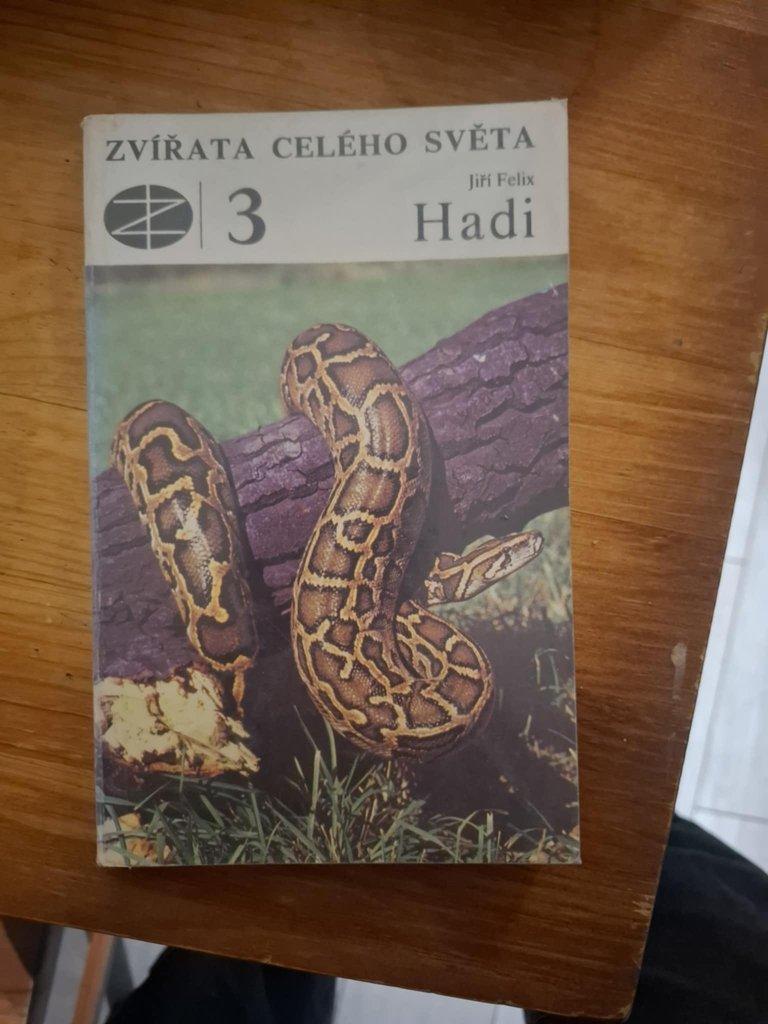 ZVÍŘATA CELÉHO SVĚTA
3
Jiří Felix
Hadi